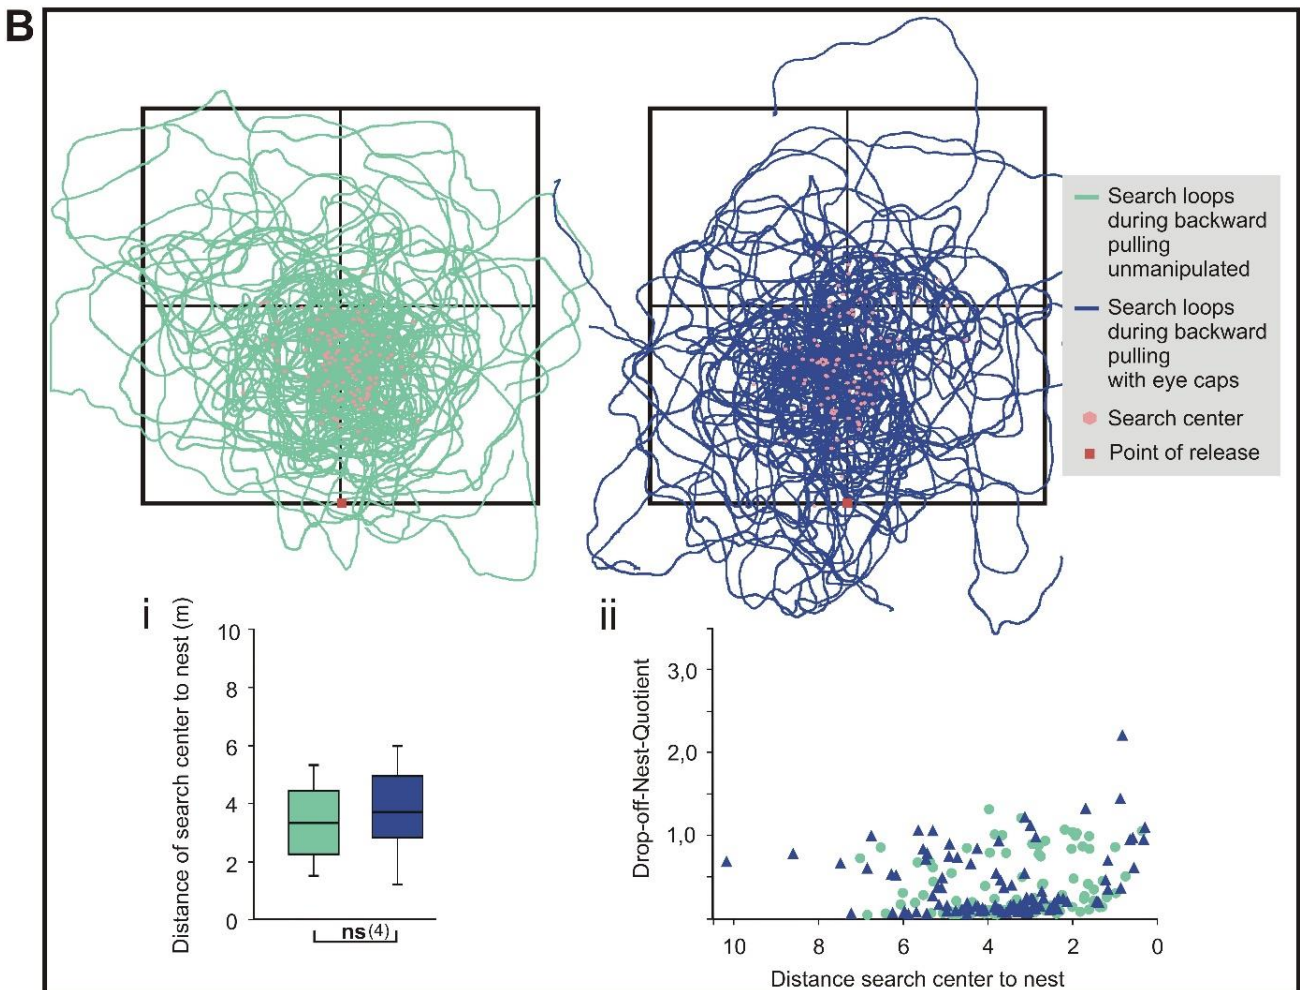 B
Search loops
during backward
pulling
unmanipulated
Search loops
during backward
pulling
with eye caps
Search center
Point of release
i
Distance of search center to nest (m)
10
8
6
4
2
0
ns(4)
ii
Drop-off-Nest-Quotient
3,0
2,0
1,0
10 8 6 4 2 0
Distance search center to nest